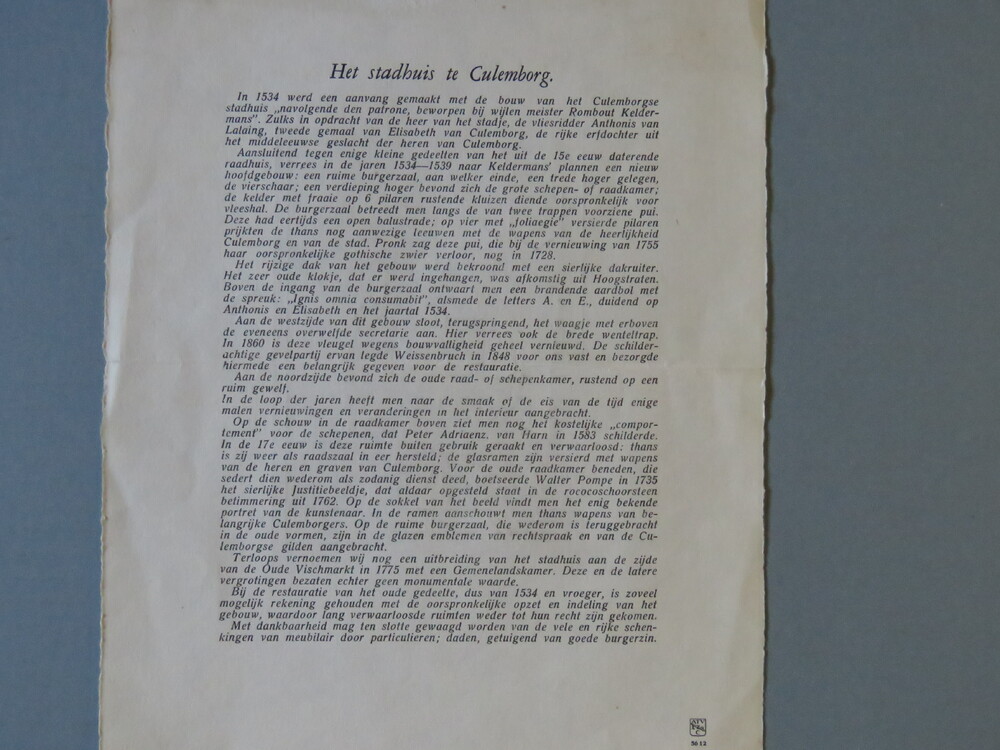 Het stadhuis te Culemborg.
In 1534 werd een aanvang gemaakt met de bouw van het Culemborgse
stadhuis „navolgende den patrone, beworpen bij wijlen meister Rombout Kelder-
mans". Zulks in opdracht van de heer van het stadje, de vliesridder Anthonis van
Lalaing, tweede gemaal van Elisabeth van Culemborg, de rijke erfdochter uit
het middeleeuwse geslacht der heren van Culemborg.
Aansluitend tegen enige kleine gedeelten van het uit de 15e eeuw daterende
raadhuis, verrees in de jaren 1534—1539 naar Keldermans' plannen een nieuw
hoofdgebouw: een ruime burgerzaal, aan welker einde, een trede hoger gelegen,
de vierschaar; een verdieping hoger bevond zich de grote schepen- of raadkamer;
de kelder met fraaie op 6 pilaren rustende kluizen diende oorspronkelijk voor
vleeshal. De burgerzaal betreedt men langs de van twee trappen voorziene pui.
Deze had eertijds een open balustrade; op vier met „foliaegie" versierde pilaren
prijkten de thans nog aanwezige leeuwen met de wapens van de heerlijkheid
Culemborg en van de stad. Pronk zag deze pui, die bij de vernieuwing van 1755
haar oorspronkelijke gothische zwier verloor, nog in 1728.
Het rijzige dak van het gebouw werd bekroond met een sierlijke dakruiter.
Het zeer oude klokje, dat er werd ingehangen, was afkomstig uit Hoogstraten.
Boven de ingang van de burgerzaal ontwaart men een brandende aardbol met
de spreuk: „Ignis omnia consumabit", alsmede de letters A. en E., duidend op
Anthonis en Elisabeth en het jaartal 1534.
Aan de westzijde van dit gebouw sloot, terugspringend, het waagje met erboven
de eveneens overwelfde secretarie aan. Hier verrees ook de brede wenteltrap.
In 1860 is deze vleugel wegens bouwvalligheid geheel vernieuwd. De schilder-
achtige gevelpartij ervan legde Weissenbruch in 1848 voor ons vast en bezorgde
hiermede een belangrijk gegeven voor de restauratie.
Aan de noordzijde bevond zich de oude raad- of schepenkamer, rustend op een
ruim gewelf.
In de loop der jaren heeft men naar de smaak of de eis van de tijd enige
malen vernieuwingen en veranderingen in het interieur aangebracht.
Op de schouw in de raadkamer boven ziet men nog het kostelijke „compor-
tement" voor de schepenen, dat Peter Adriaenz. van Harn in 1583 schilderde.
In de 17e eeuw is deze ruimte buiten gebruik geraakt en verwaarloosd: thans
is zij weer als raadszaal in eer hersteld; de glasramen zijn versierd met wapens
van de heren en graven van Culemborg. Voor de oude raadkamer beneden, die
sedert dien wederom als zodanig dienst deed, boetseerde Walter Pompe in 1735
het sierlijke Justitiebeeldje, dat aldaar opgesteld staat in de rococoschoorsteen
betimmering uit 1762. Op de sokkel van het beeld vindt men het enig bekende
portret van de kunstenaar. In de ramen aanschouwt men thans wapens van be-
langrijke Culemborgers. Op de ruime burgerzaal, die wederom is teruggebracht
in de oude vormen, zijn in de glazen emblemen van rechtspraak en van de Cu-
lemborgse gilden aangebracht.
Terloops vernoemen wij nog een uitbreiding van het stadhuis aan de zijde
van de Oude Vischmarkt in 1775 met een Gemenelandskamer. Deze en de latere
vergrotingen bezaten echter geen monumentale waarde.
Bij de restauratie van het oude gedeelte, dus van 1534 en vroeger, is zoveel
mogelijk rekening gehouden met de oorspronkelijke opzet en indeling van het
gebouw, waardoor lang verwaarloosde ruimten weder tot hun recht zijn gekomen.
Met dankbaarheid mag ten slotte gewaagd worden van de vele en rijke schen-
kingen van meubilair door particulieren; daden, getuigend van goede burgerzin.
5612